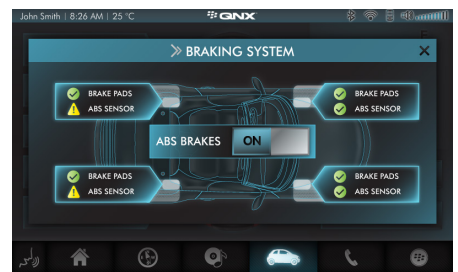 John Smith | 8:26 AM | 25 °C
QNX
BRAKING SYSTEM
BRAKE PADS
ABS SENSOR
BRAKE PADS
ABS SENSOR
ABS BRAKES ON
BRAKE PADS
ABS SENSOR
BRAKE PADS
ABS SENSOR